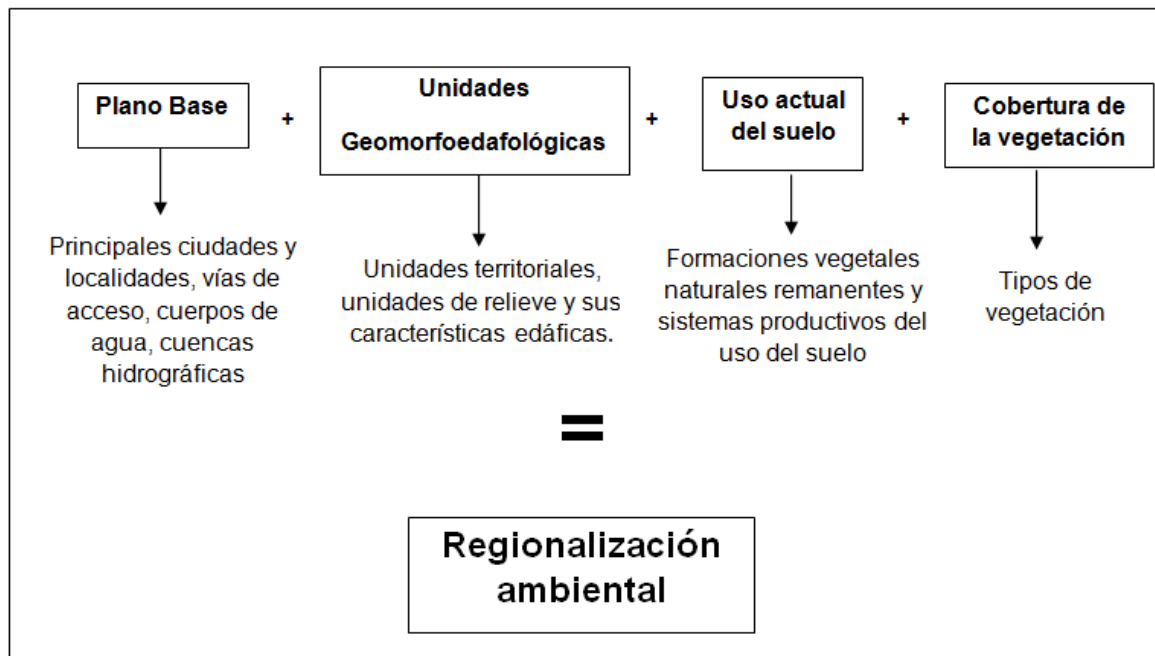 Plano Base
+
Unidades
Geomorfoedafológicas
+
Uso actual
del suelo
+
Cobertura de
la vegetación
Principales ciudades y
localidades, vías de
acceso, cuerpos de
agua, cuencas
hidrográficas
Unidades territoriales,
unidades de relieve y sus
características edáficas.
Formaciones vegetales
naturales remanentes y
sistemas productivos del
uso del suelo
Tipos de
vegetación
=
Regionalización
ambiental